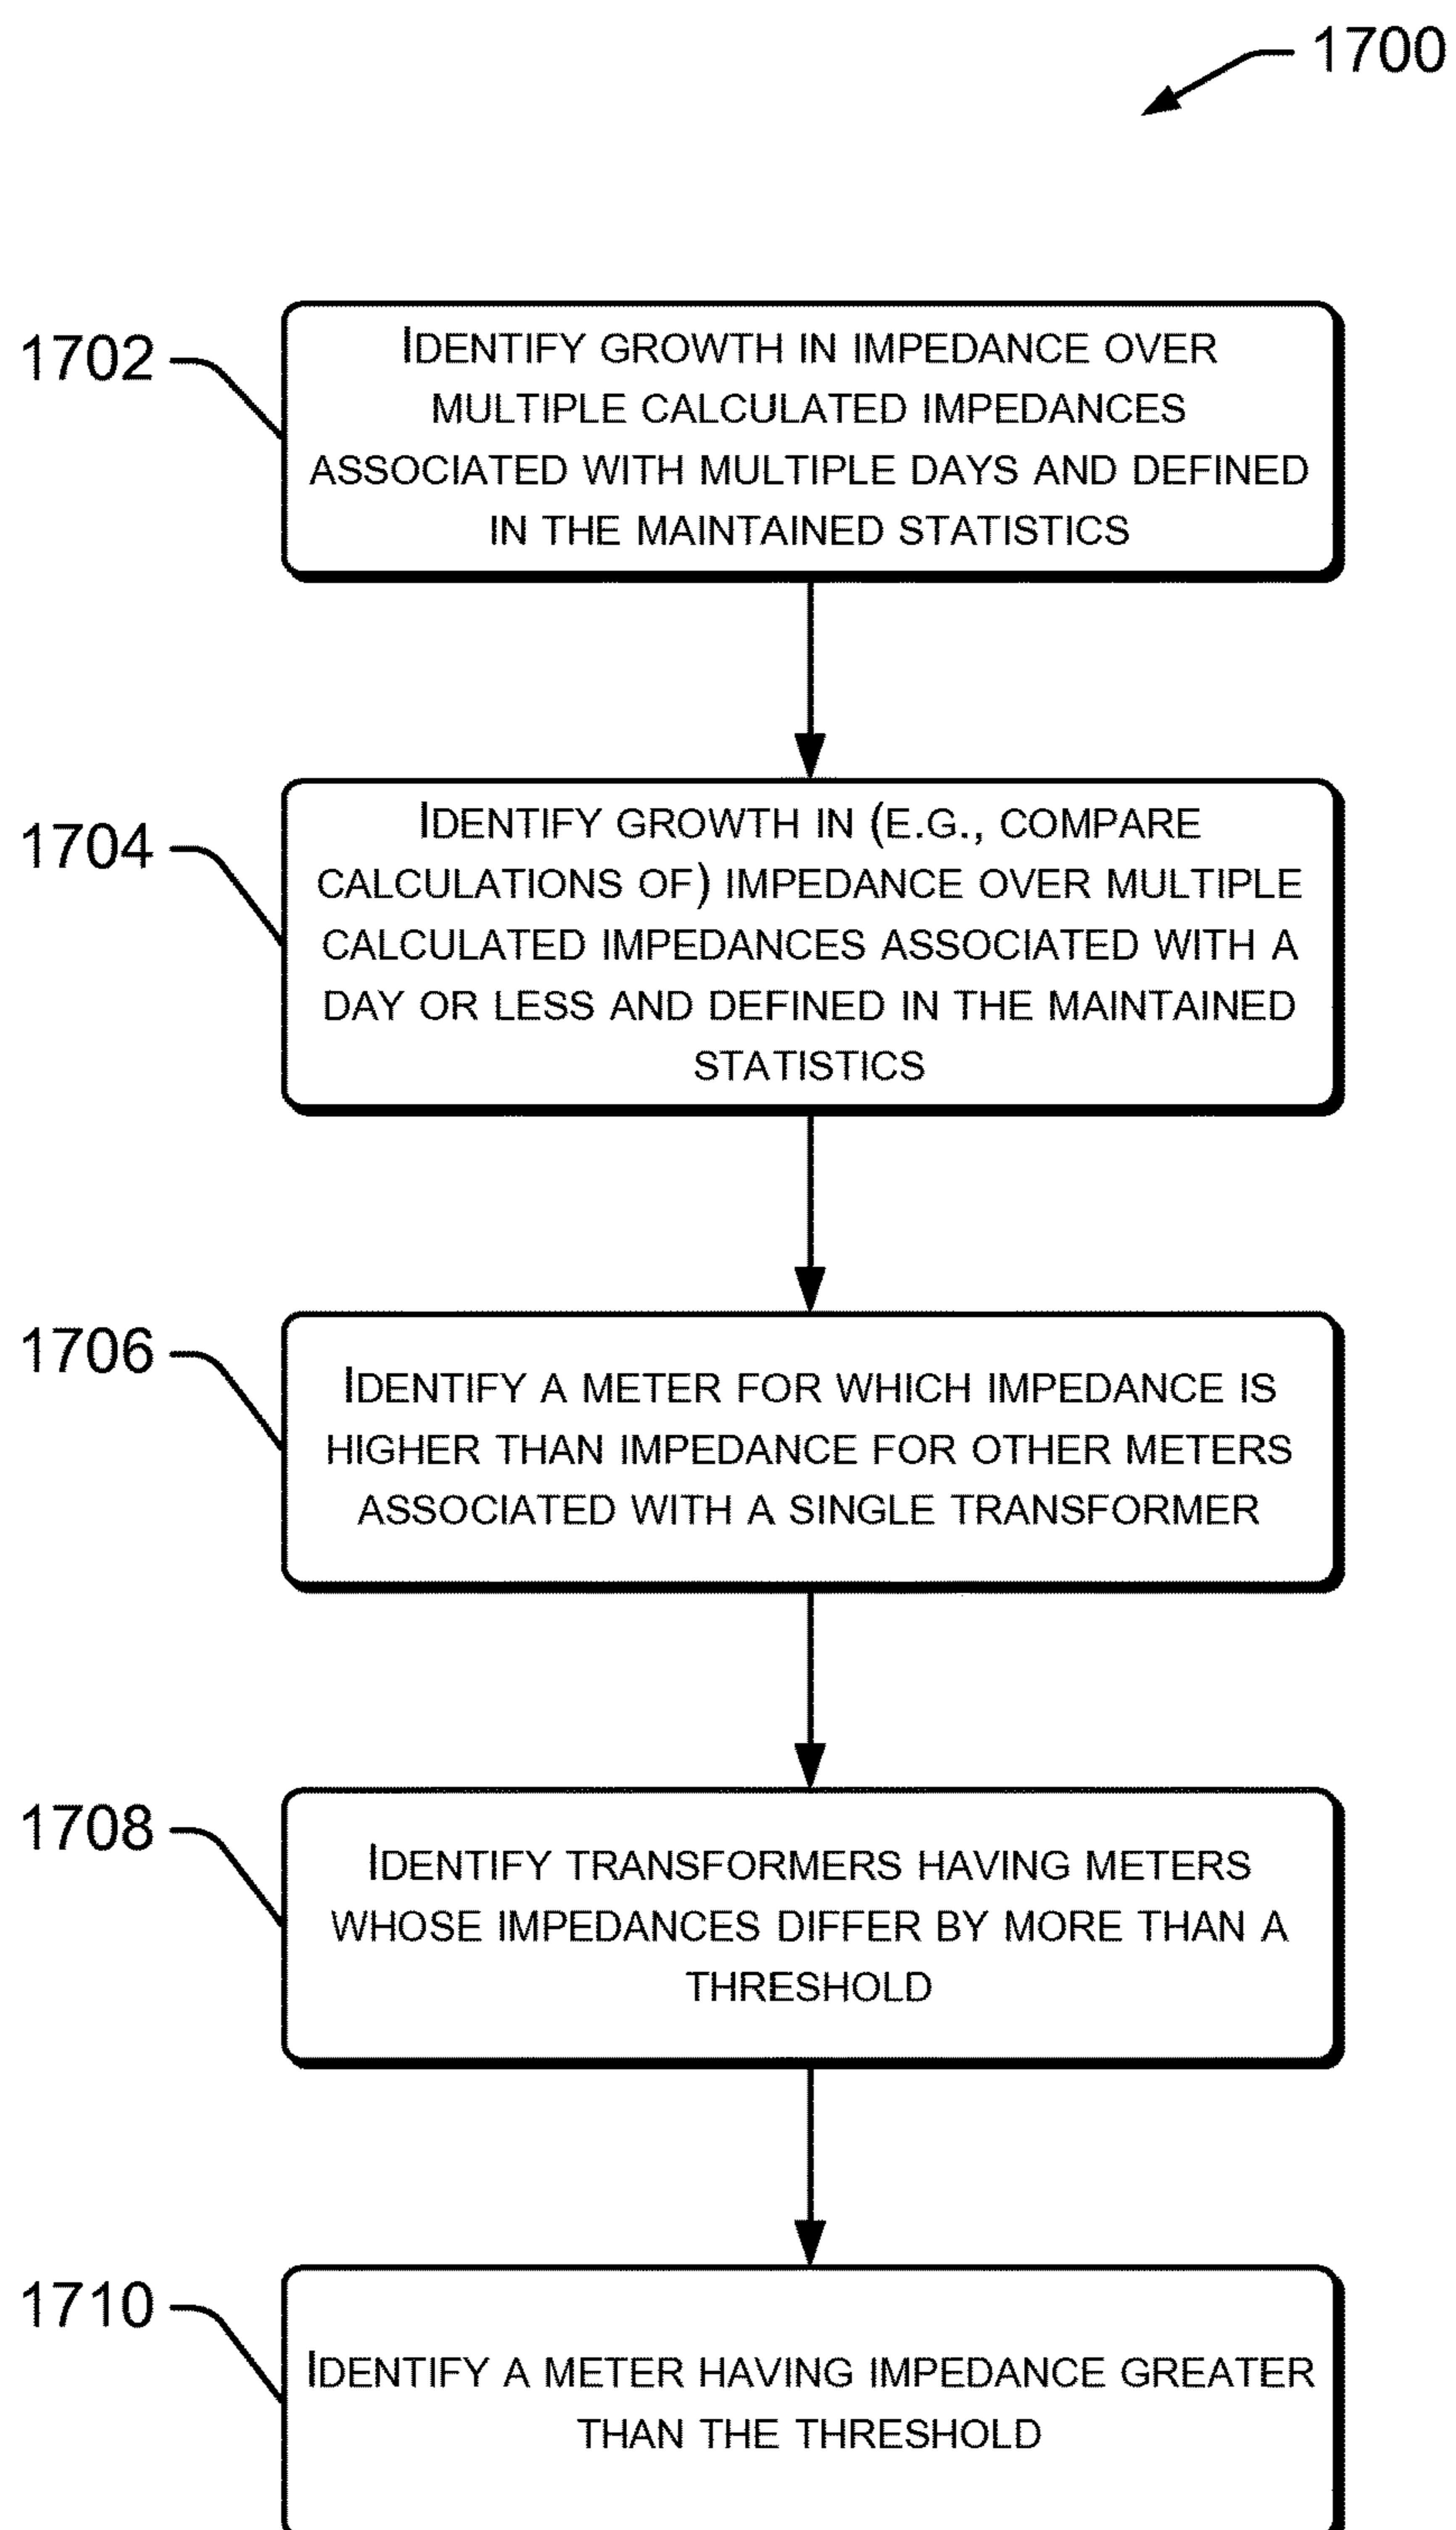 1700
1702
IDENTIFY GROWTH IN IMPEDANCE OVER
MULTIPLE CALCULATED IMPEDANCES
ASSOCIATED WITH MULTIPLE DAYS AND DEFINED
IN THE MAINTAINED STATISTICS
1704
IDENTIFY GROWTH IN (E.G., COMPARE
CALCULATIONS OF) IMPEDANCE OVER MULTIPLE
CALCULATED IMPEDANCES ASSOCIATED WITH A
DAY OR LESS AND DEFINED IN THE MAINTAINED
STATISTICS
1706
IDENTIFY A METER FOR WHICH IMPEDANCE IS
HIGHER THAN IMPEDANCE FOR OTHER METERS
ASSOCIATED WITH A SINGLE TRANSFORMER
1708
IDENTIFY TRANSFORMERS HAVING METERS
WHOSE IMPEDANCES DIFFER BY MORE THAN A
THRESHOLD
1710
IDENTIFY A METER HAVING IMPEDANCE GREATER
THAN THE THRESHOLD